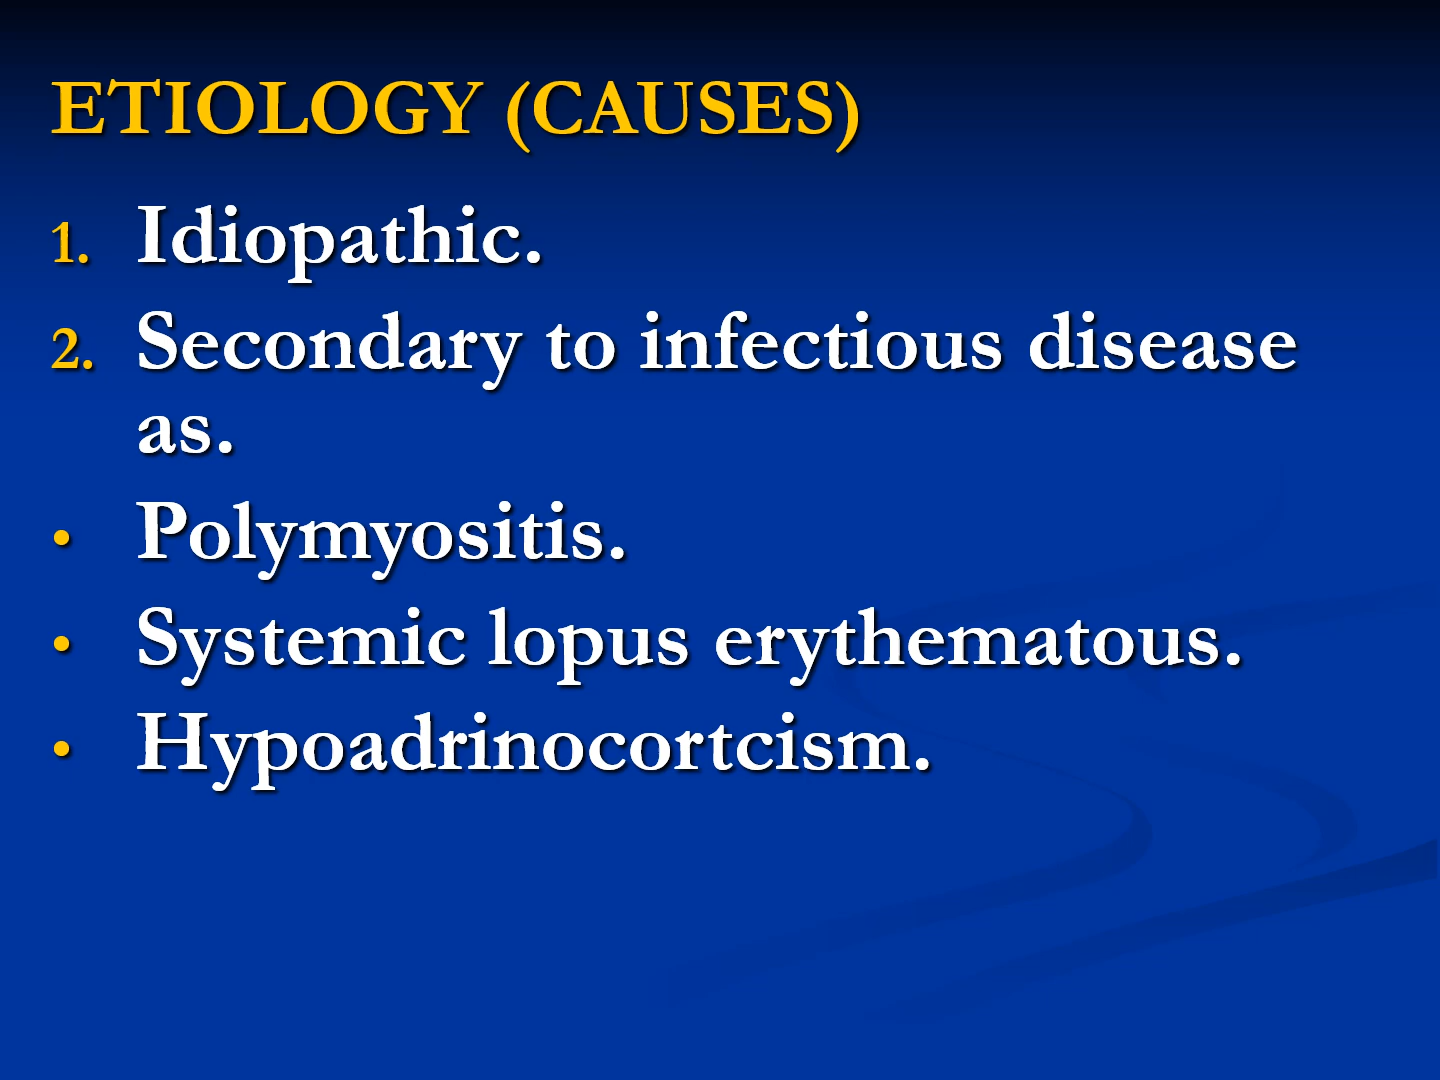 ETIOLOGY (CAUSES)
1. Idiopathic.
2. Secondary to infectious disease
as.
• Polymyositis.
• Systemic lopus erythematous.
• Hypoadrinocortcism.